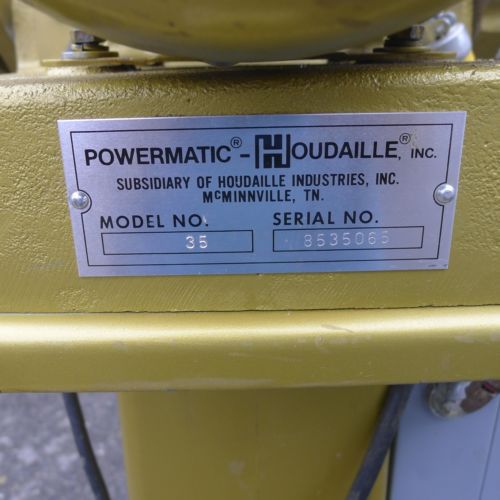 POWERMATIC® - HOUDAILLE,® INC.
SUBSIDIARY OF HOUDAILLE INDUSTRIES, INC.
MCMINNVILLE, TN.
MODEL NO. SERIAL NO.
35 8535065